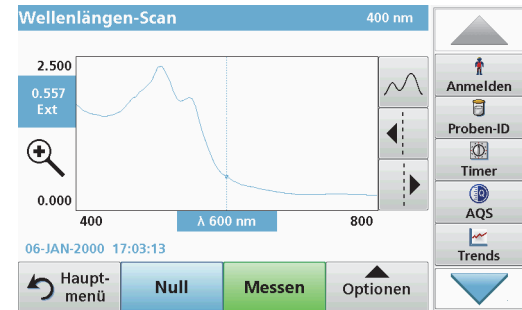 Wellenlängen-Scan 400 nm
2.500
0.557
Ext
0.000
400 λ 600 nm 800
06-JAN-2000 17:03:13
Haupt-
menü
Null
Messen
Optionen
Anmelden
Proben-ID
Timer
AQS
Trends